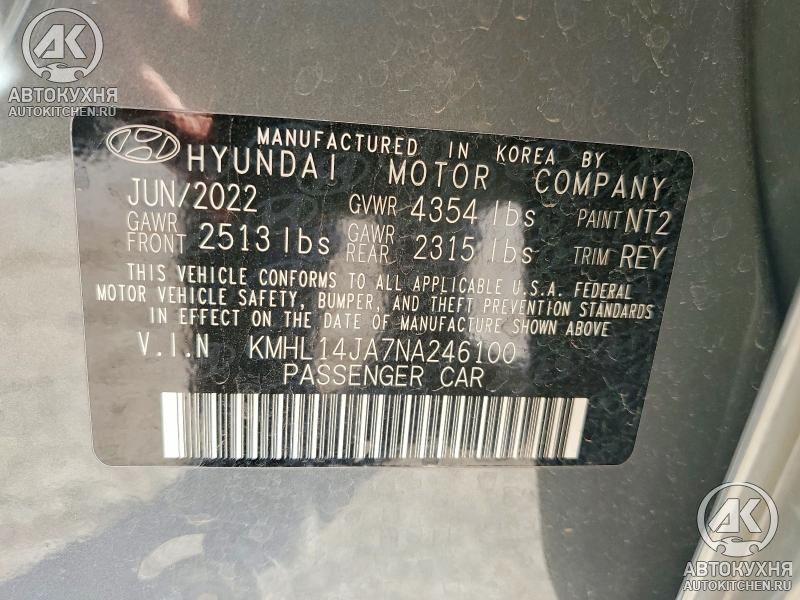 АВТОКУХНЯ
AUTOKITCHEN.RU
MANUFACTURED IN KOREA BY
HYUNDAI MOTOR COMPANY
JUN/2022 GVWR 4354 lbs PAINT NT2
GAWR FRONT 2513 lbs GAWR REAR 2315 lbs TRIM REY
THIS VEHICLE CONFORMS TO ALL APPLICABLE U.S.A. FEDERAL
MOTOR VEHICLE SAFETY, BUMPER, AND THEFT PREVENTION STANDARDS
IN EFFECT ON THE DATE OF MANUFACTURE SHOWN ABOVE
V.I.N KMHL14JA7NA246100
PASSENGER CAR
АВТОКУХНЯ
AUTOKITCHEN.RU